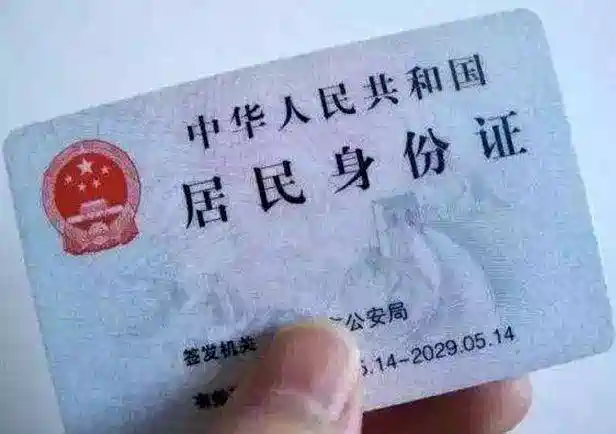 中华人民共和国
居民身份证
签发机关 公安局
.14-2029.05.14